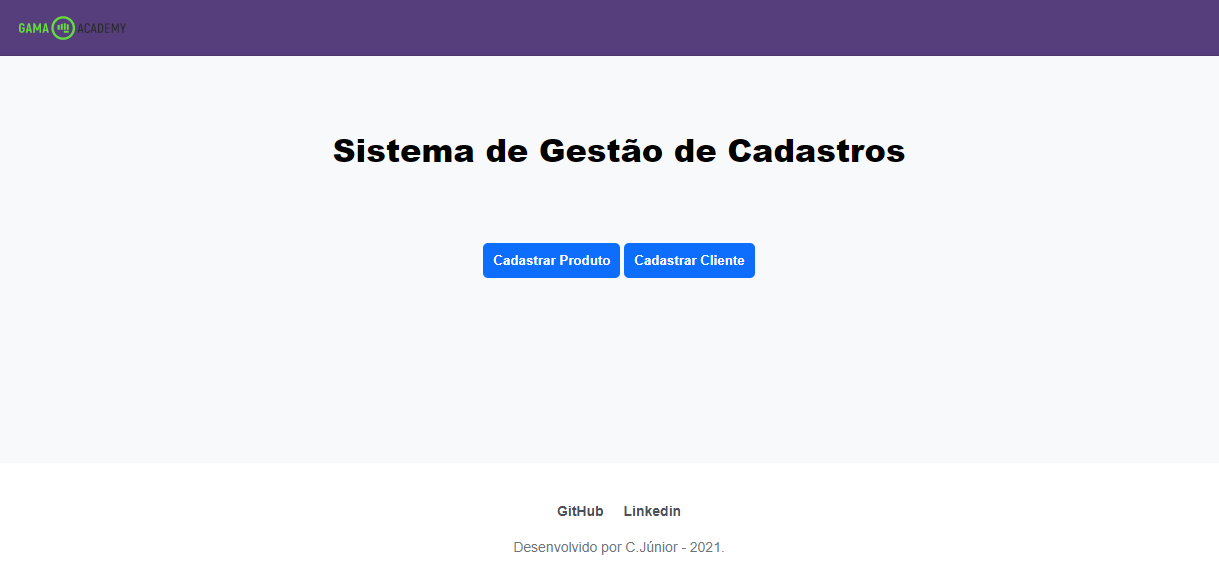 GAMA ACADEMY
Sistema de Gestão de Cadastros
Cadastrar Produto Cadastrar Cliente
GitHub Linkedin
Desenvolvido por C.Júnior - 2021.